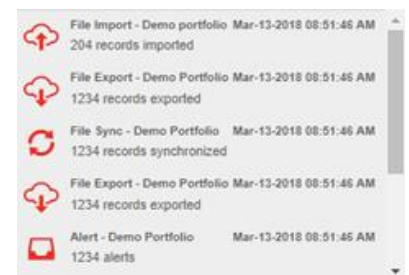 File Import - Demo portfolio Mar-13-2018 08:51:46 AM
204 records imported
File Export - Demo Portfolio Mar-13-2018 08:51:46 AM
1234 records exported
File Sync - Demo Portfolio Mar-13-2018 08:51:46 AM
1234 records synchronized
File Export - Demo Portfolio Mar-13-2018 08:51:46 AM
1234 records exported
Alert - Demo Portfolio Mar-13-2018 08:51:46 AM
1234 alerts